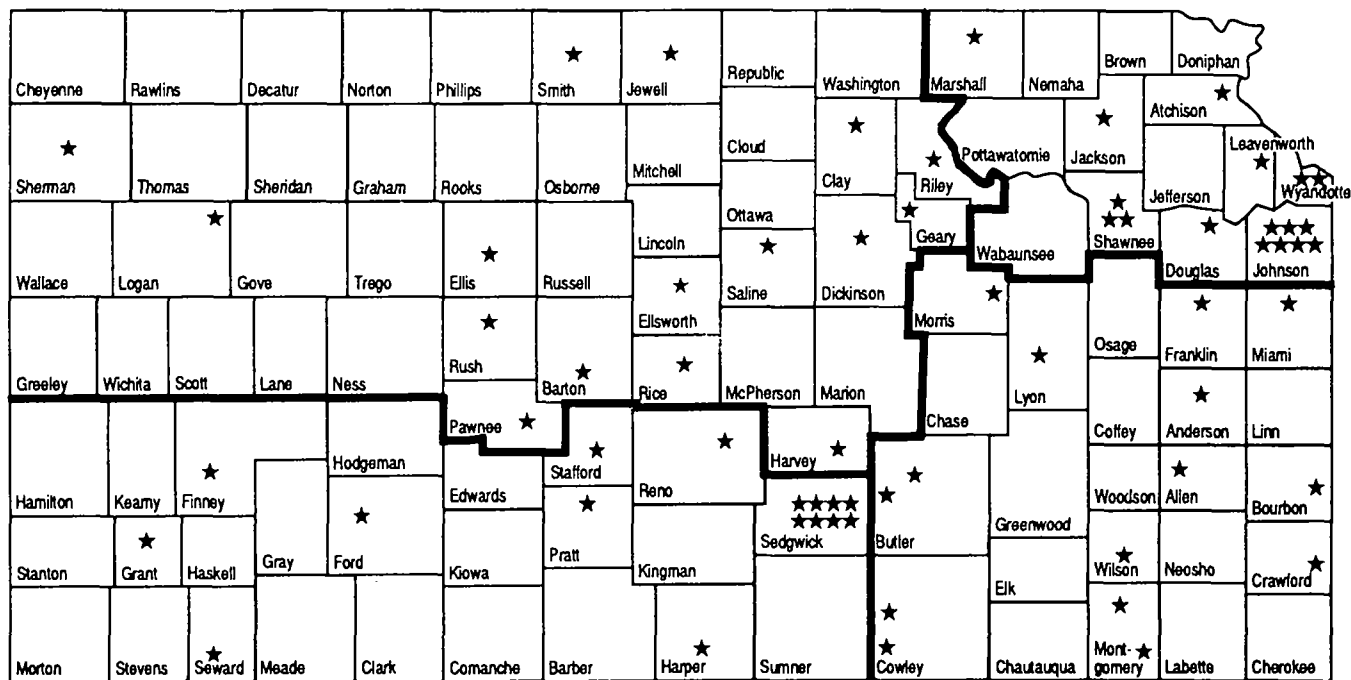 Cheyenne
Rawlins
Decatur
Norton
Phillips
Smith
Jewell
Republic
Washington
Marshall
Nemaha
Brown
Doniphan
Atchison
Sherman
Thomas
Sheridan
Graham
Rooks
Osborne
Mitchell
Cloud
Clay
Riley
Pottawatomie
Jackson
Jefferson
Leavenworth
Wyandotte
Wallace
Logan
Gove
Trego
Ellis
Russell
Lincoln
Ottawa
Saline
Dickinson
Geary
Wabaunsee
Shawnee
Douglas
Johnson
Greeley
Wichita
Scott
Lane
Ness
Rush
Barton
Ellsworth
Rice
McPherson
Marion
Morris
Chase
Lyon
Osage
Franklin
Miami
Hamilton
Kearny
Finney
Hodgeman
Pawnee
Edwards
Stafford
Reno
Harvey
Sedgwick
Butler
Greenwood
Coffey
Anderson
Linn
Woodson
Allen
Bourbon
Stanton
Grant
Haskell
Gray
Ford
Kiowa
Pratt
Kingman
Elk
Wilson
Neosho
Crawford
Morton
Stevens
Seward
Meade
Clark
Comanche
Barber
Harper
Sumner
Cowley
Chautauqua
Mont-
gomery
Labette
Cherokee